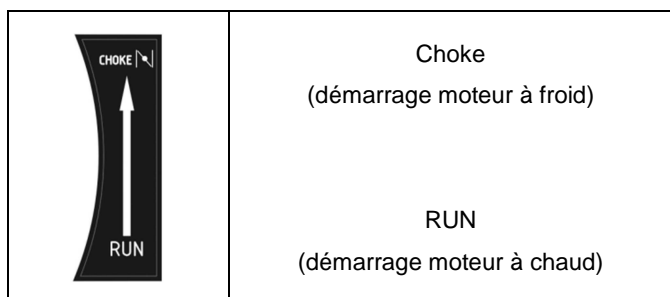 CHOKE
RUN
Choke
(démarrage moteur à froid)
RUN
(démarrage moteur à chaud)